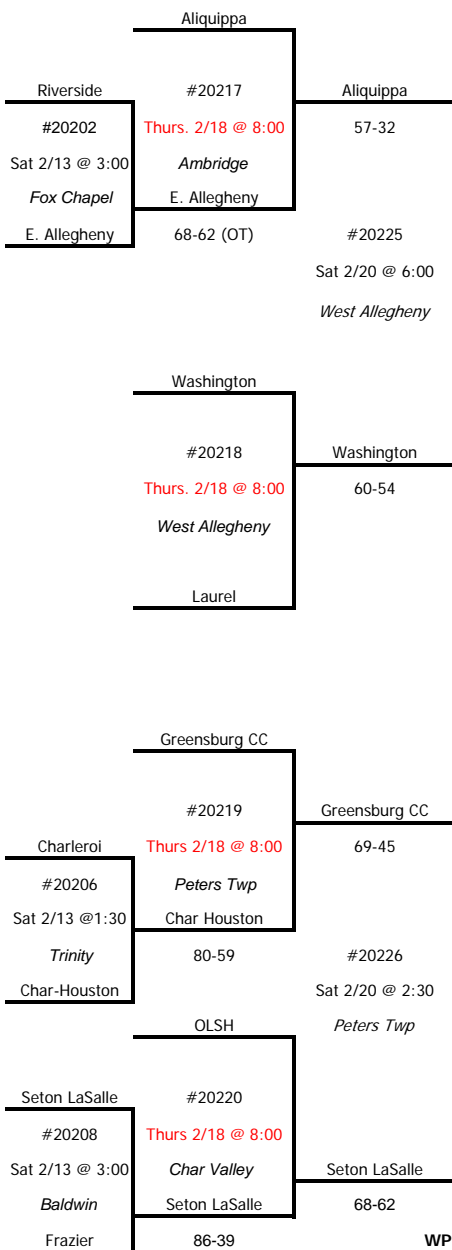 Aliquippa
Riverside #20217 Aliquippa
#20202 Thurs. 2/18 @ 8:00 57-32
Sat 2/13 @ 3:00 Ambridge
Fox Chapel E. Allegheny
E. Allegheny 68-62 (OT) #20225
Sat 2/20 @ 6:00
West Allegheny
Washington
#20218 Washington
Thurs. 2/18 @ 8:00 60-54
West Allegheny
Laurel
Greensburg CC
#20219 Greensburg CC
Charleroi Thurs 2/18 @ 8:00 69-45
#20206 Peters Twp
Sat 2/13 @1:30 Char Houston
Trinity 80-59 #20226
Char-Houston Sat 2/20 @ 2:30
OLSH Peters Twp
Seton LaSalle #20220
#20208 Thurs 2/18 @ 8:00
Sat 2/13 @ 3:00 Char Valley Seton LaSalle
Baldwin Seton LaSalle 68-62
Frazier 86-39 WP